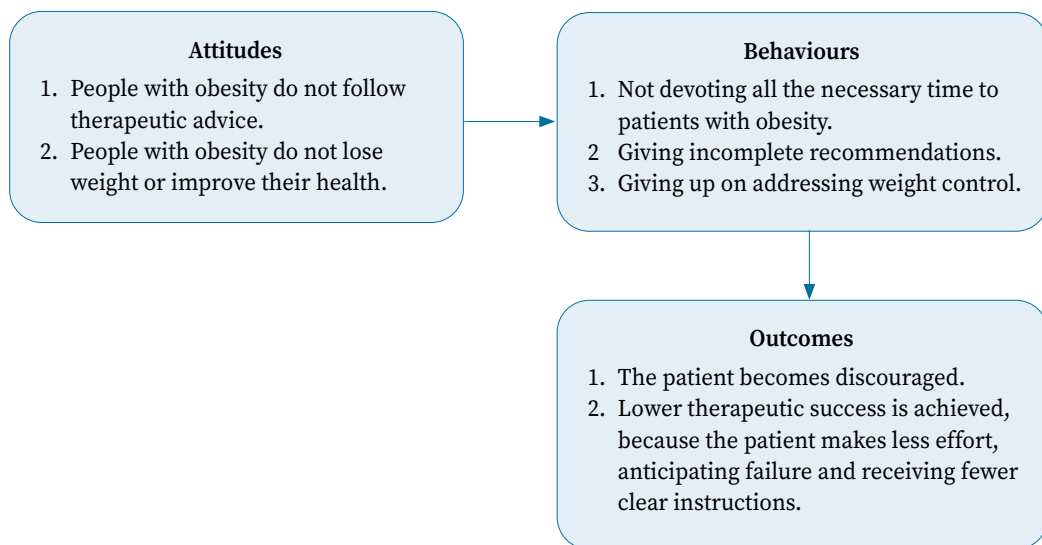 Attitudes
1. People with obesity do not follow
therapeutic advice.
2. People with obesity do not lose
weight or improve their health.
Behaviours
1. Not devoting all the necessary time to
patients with obesity.
2 Giving incomplete recommendations.
3. Giving up on addressing weight control.
Outcomes
1. The patient becomes discouraged.
2. Lower therapeutic success is achieved,
because the patient makes less effort,
anticipating failure and receiving fewer
clear instructions.